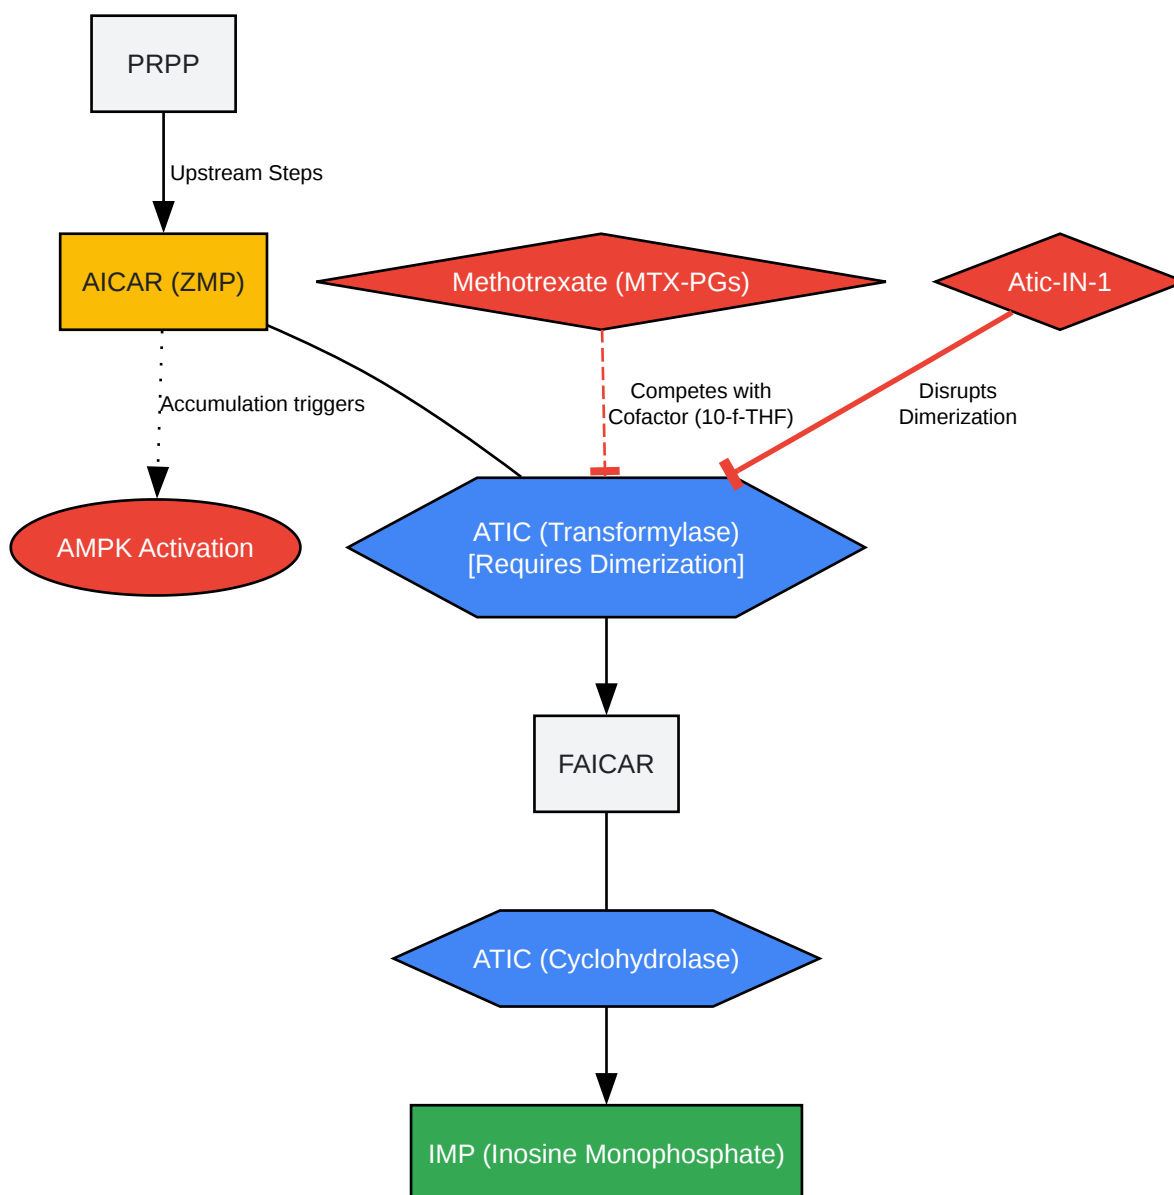 PRPP
Upstream Steps
AICAR (ZMP)
Methotrexate (MTX-PGs)
Atic-IN-1
Accumulation triggers
Competes with
Cofactor (10-f-THF)
Disrupts
Dimerization
AMPK Activation
ATIC (Transformylase)
[Requires Dimerization]
FAICAR
ATIC (Cyclohydrolase)
IMP (Inosine Monophosphate)